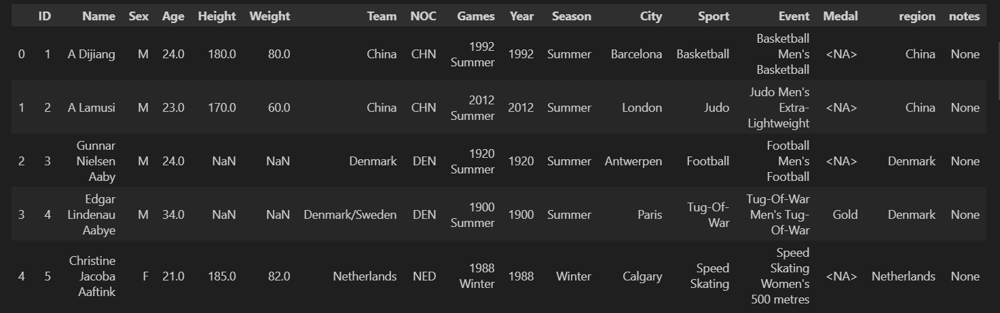 ID Name Sex Age Height Weight Team NOC Games Year Season City Sport Event Medal region notes
0 1 A Dijiang M 24.0 180.0 80.0 China CHN 1992 Summer 1992 Summer Barcelona Basketball Basketball Men's Basketball <NA> China None
1 2 A Lamusi M 23.0 170.0 60.0 China CHN 2012 Summer 2012 Summer London Judo Judo Men's Extra-Lightweight <NA> China None
2 3 Gunnar Nielsen Aaby M 24.0 NaN NaN Denmark DEN 1920 Summer 1920 Summer Antwerpen Football Football Men's Football <NA> Denmark None
3 4 Edgar Lindenau Aabye M 34.0 NaN NaN Denmark/Sweden DEN 1900 Summer 1900 Summer Paris Tug-Of-War Tug-Of-War Men's Tug-Of-War Gold Denmark None
4 5 Christine Jacoba Aaftink F 21.0 185.0 82.0 Netherlands NED 1988 Winter 1988 Winter Calgary Speed Skating Speed Skating Women's 500 metres <NA> Netherlands None